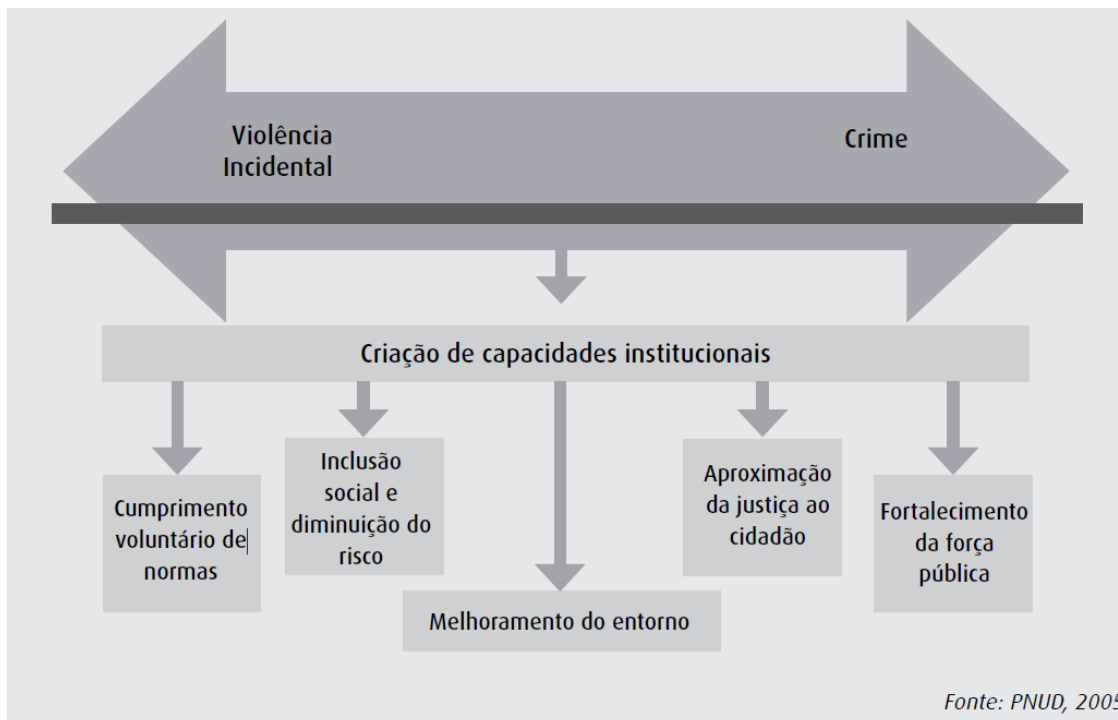 Violência
Incidental
Crime
Criação de capacidades institucionais
Cumprimento
voluntário de
normas
Inclusão
social e
diminuição do
risco
Melhoramento do entorno
Aproximação
da justiça ao
cidadão
Fortalecimento
da força
pública
Fonte: PNUD, 2005